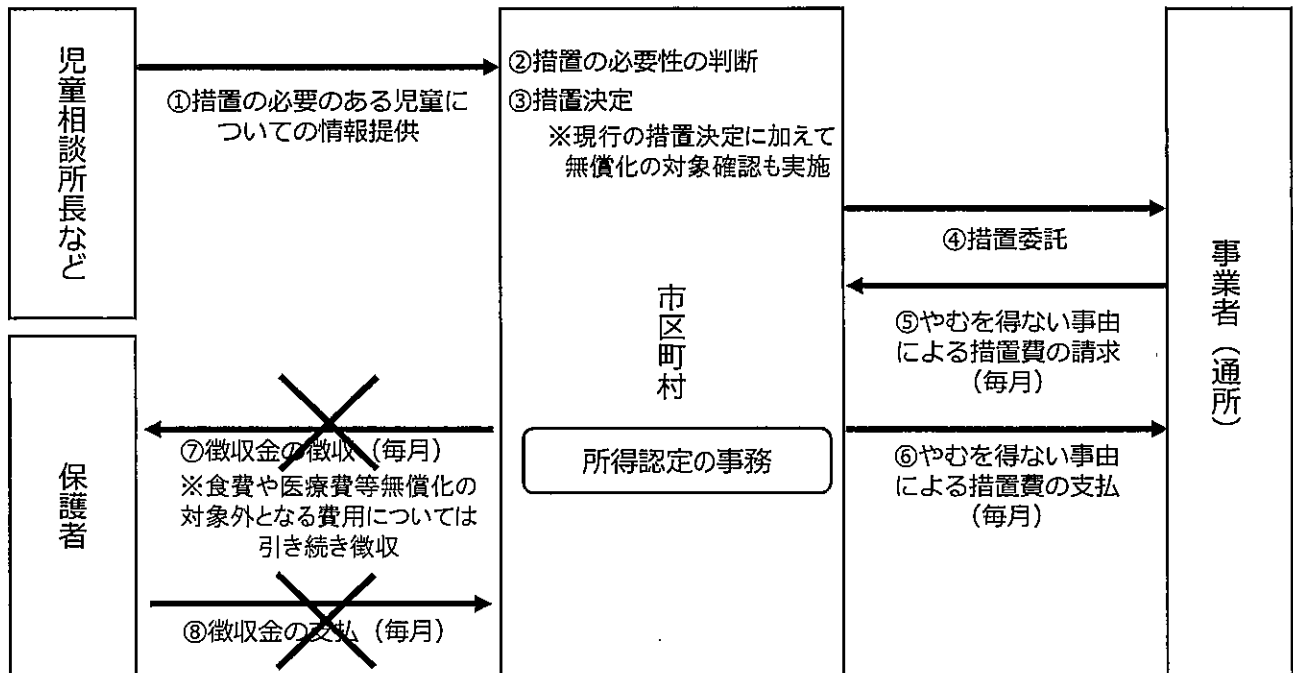 児童相談所長など
①措置の必要のある児童に
ついての情報提供
②措置の必要性の判断
③措置決定
※現行の措置決定に加えて
無償化の対象確認も実施
市区町村
所得認定の事務
④措置委託
⑤やむを得ない事由
による措置費の請求
(毎月)
⑥やむを得ない事由
による措置費の支払
(毎月)
事業者(通所)
保護者
⑦徴収金の徴収(毎月)
※食費や医療費等無償化の
対象外となる費用については
引き続き徴収
⑧徴収金の支払(毎月)